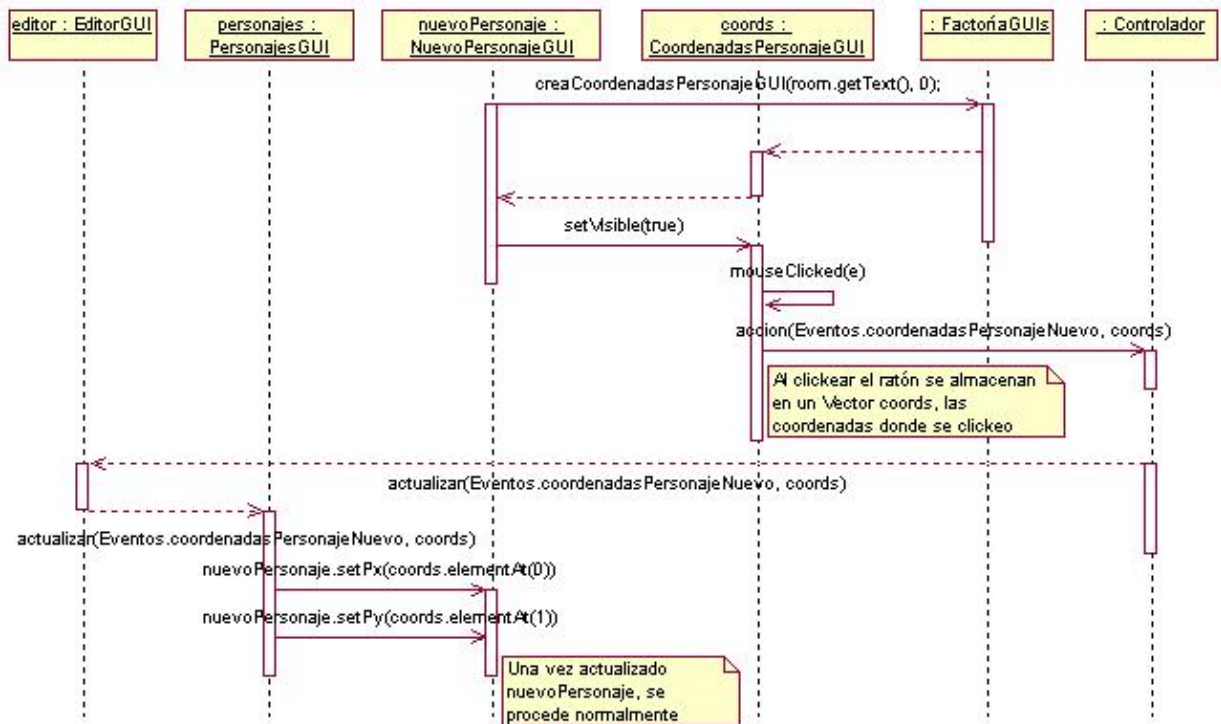 editor : EditorGUI
personajes :
PersonajesGUI
nuevoPersonaje :
NuevoPersonajeGUI
coords :
CoordenadasPersonajeGUI
: FactoríaGUIs
: Controlador
creaCoordenadasPersonajeGUI(room.getText(), 0);
setVisible(true)
mouseClicked(e)
accion(Eventos.coordenadasPersonajeNuevo, coords)
Al clickear el ratón se almacenan
en un Vector coords, las
coordenadas donde se clickeo
actualizar(Eventos.coordenadasPersonajeNuevo, coords)
actualizar(Eventos.coordenadasPersonajeNuevo, coords)
nuevoPersonaje.setPx(coords.elementAt(0))
nuevoPersonaje.setPy(coords.elementAt(1))
Una vez actualizado
nuevoPersonaje, se
procede normalmente